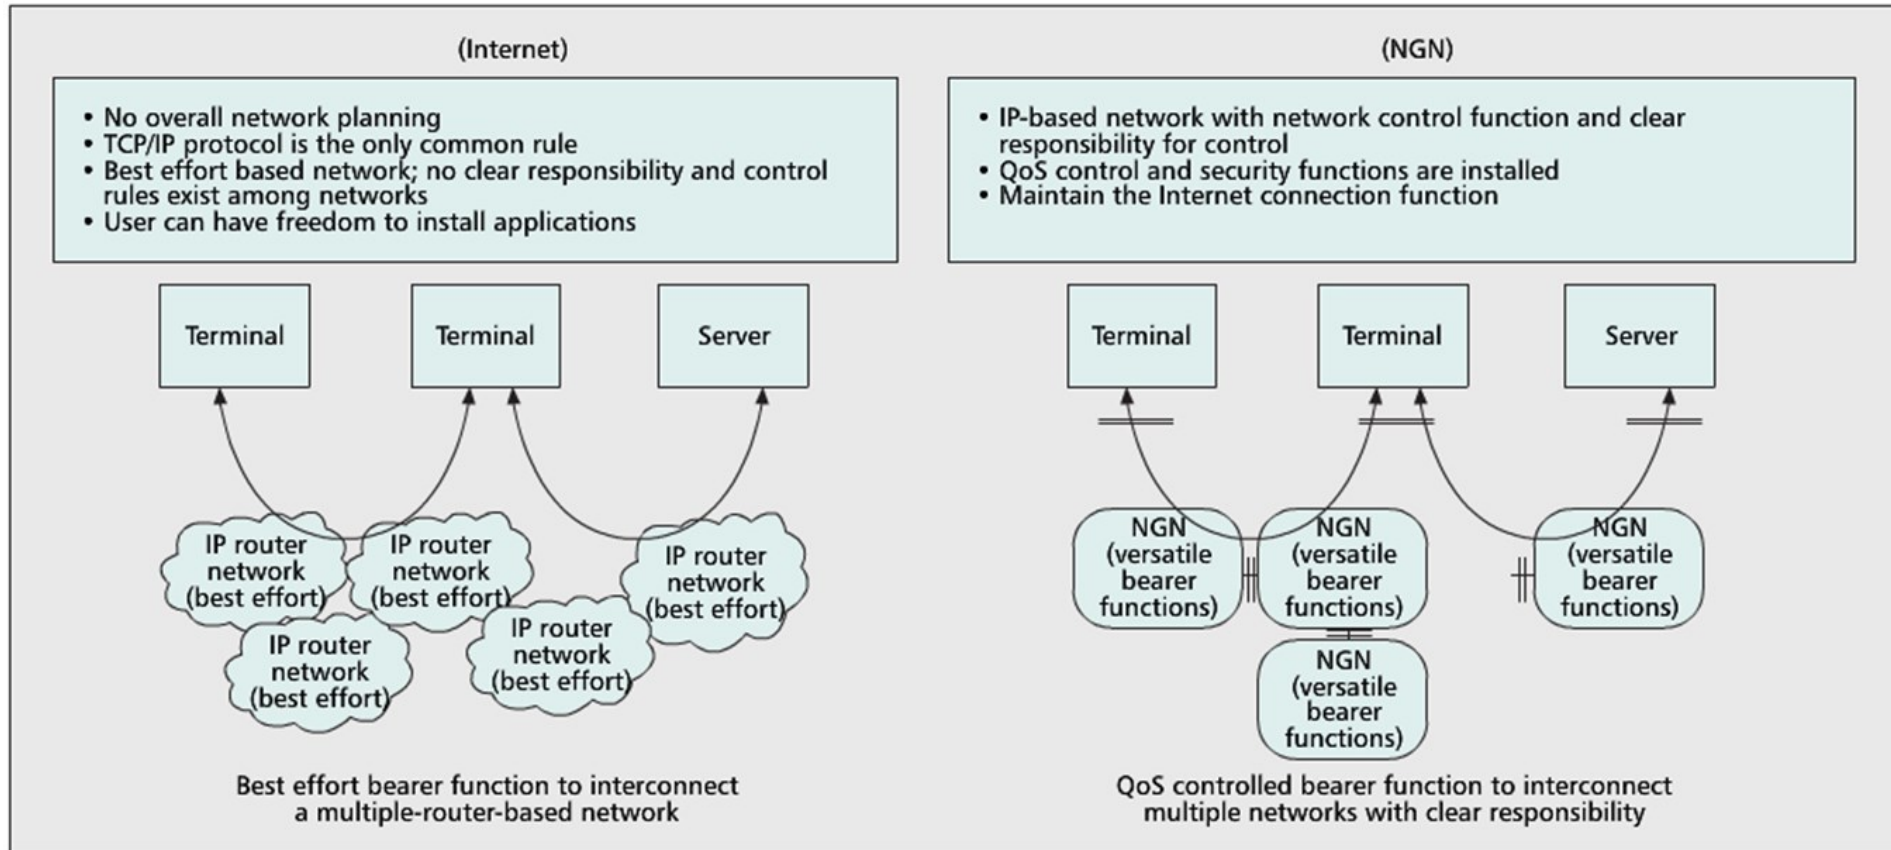 (Internet)
• No overall network planning
• TCP/IP protocol is the only common rule
• Best effort based network; no clear responsibility and control
rules exist among networks
• User can have freedom to install applications
Terminal
Terminal
Server
IP router
network
(best effort)
IP router
network
(best effort)
IP router
network
(best effort)
IP router
network
(best effort)
IP router
network
(best effort)
Best effort bearer function to interconnect
a multiple-router-based network
(NGN)
• IP-based network with network control function and clear
responsibility for control
• QoS control and security functions are installed
• Maintain the Internet connection function
Terminal
Terminal
Server
NGN
(versatile
bearer
functions)
NGN
(versatile
bearer
functions)
NGN
(versatile
bearer
functions)
NGN
(versatile
bearer
functions)
QoS controlled bearer function to interconnect
multiple networks with clear responsibility